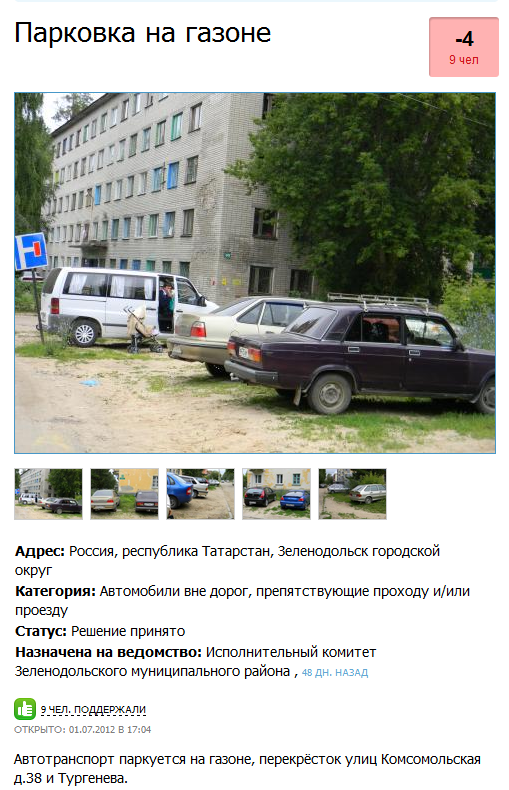 Парковка на газоне
-4
9 чел
Адрес: Россия, республика Татарстан, Зеленодольск городской
округ
Категория: Автомобили вне дорог, препятствующие проходу и/или
проезду
Статус: Решение принято
Назначена на ведомство: Исполнительный комитет
Зеленодольского муниципального района , 48 ДН. НАЗАД
9 ЧЕЛ. ПОДДЕРЖАЛИ
ОТКРЫТО: 01.07.2012 В 17:04
Автотранспорт паркуется на газоне, перекрёсток улиц Комсомольская
д.38 и Тургенева.